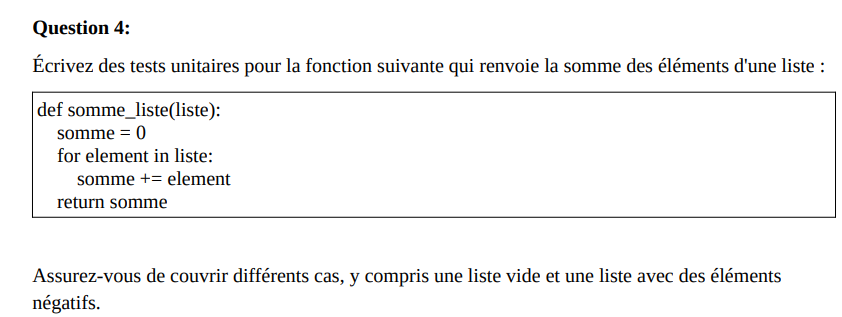 Question 4:
Écrivez des tests unitaires pour la fonction suivante qui renvoie la somme des éléments d'une liste :
def somme_liste(liste):
somme = 0
for element in liste:
somme += element
return somme
Assurez-vous de couvrir différents cas, y compris une liste vide et une liste avec des éléments
négatifs.